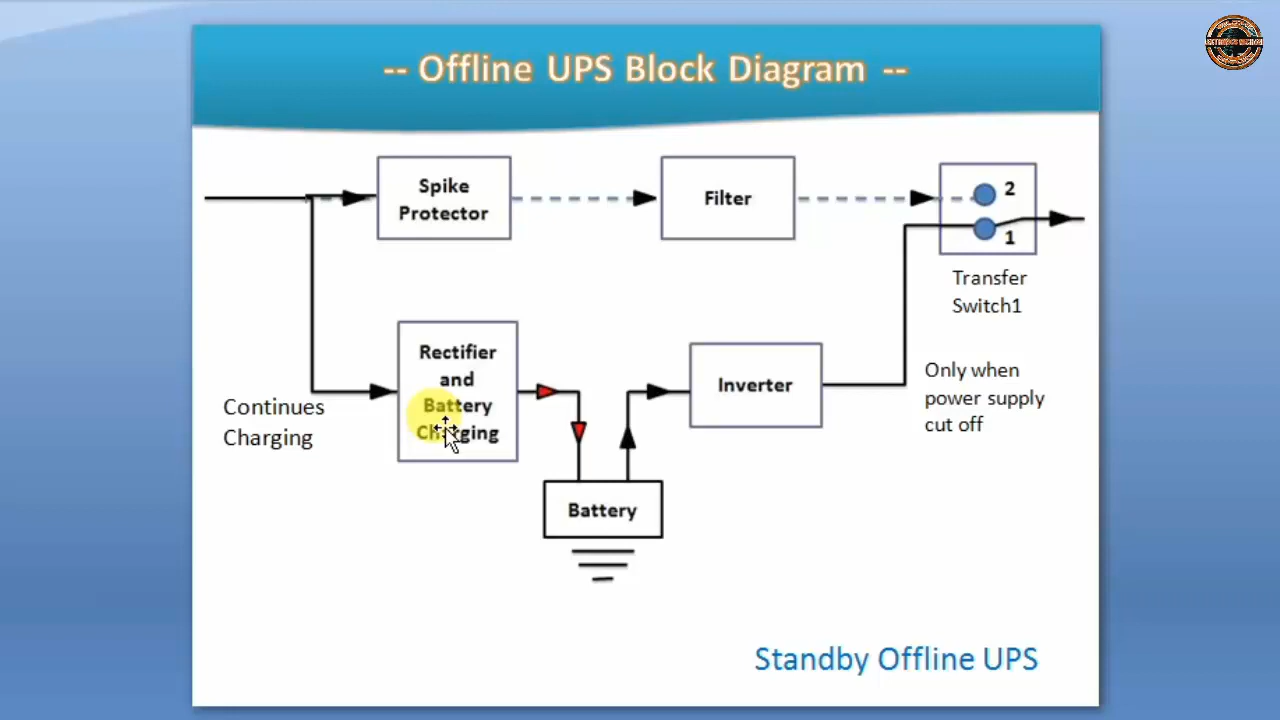 -- Offline UPS Block Diagram --
Spike
Protector
Filter
2
1
Transfer
Switch1
Rectifier
and
Battery
Charging
Continues
Charging
Inverter
Only when
power supply
cut off
Battery
Standby Offline UPS